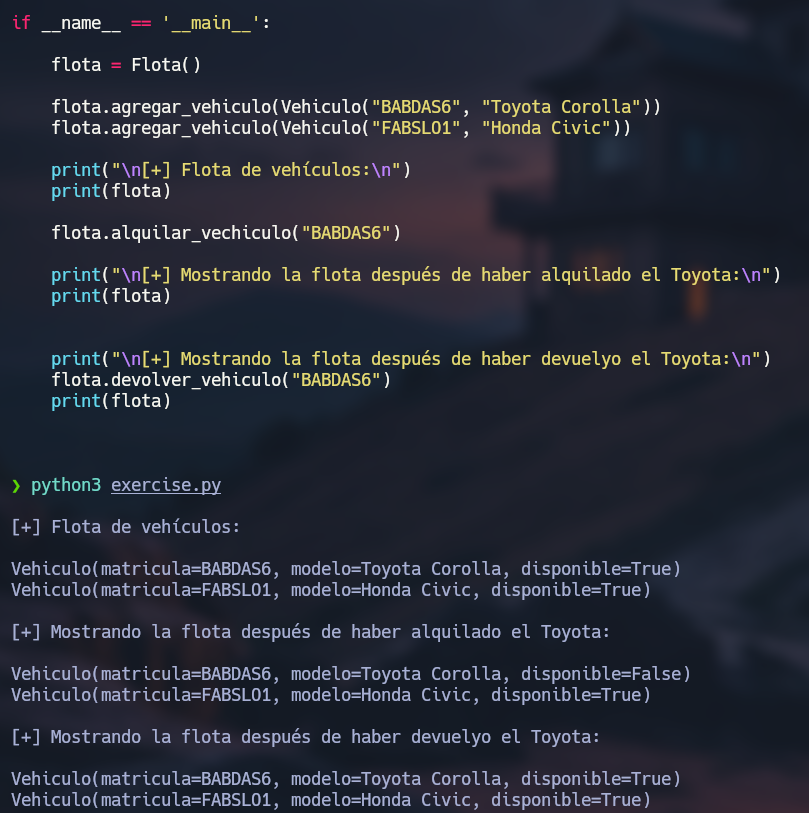 if __name__ == '__main__':
flota = Flota()
flota.agregar_vehiculo(Vehiculo("BABDAS6", "Toyota Corolla"))
flota.agregar_vehiculo(Vehiculo("FABSLO1", "Honda Civic"))
print("\n[+] Flota de vehículos:\n")
print(flota)
flota.alquilar_vechiculo("BABDAS6")
print("\n[+] Mostrando la flota después de haber alquilado el Toyota:\n")
print(flota)
print("\n[+] Mostrando la flota después de haber devuelyo el Toyota:\n")
flota.devolver_vehiculo("BABDAS6")
print(flota)
❯ python3 exercise.py
[+] Flota de vehículos:
Vehiculo(matricula=BABDAS6, modelo=Toyota Corolla, disponible=True)
Vehiculo(matricula=FABSLO1, modelo=Honda Civic, disponible=True)
[+] Mostrando la flota después de haber alquilado el Toyota:
Vehiculo(matricula=BABDAS6, modelo=Toyota Corolla, disponible=False)
Vehiculo(matricula=FABSLO1, modelo=Honda Civic, disponible=True)
[+] Mostrando la flota después de haber devuelyo el Toyota:
Vehiculo(matricula=BABDAS6, modelo=Toyota Corolla, disponible=True)
Vehiculo(matricula=FABSLO1, modelo=Honda Civic, disponible=True)